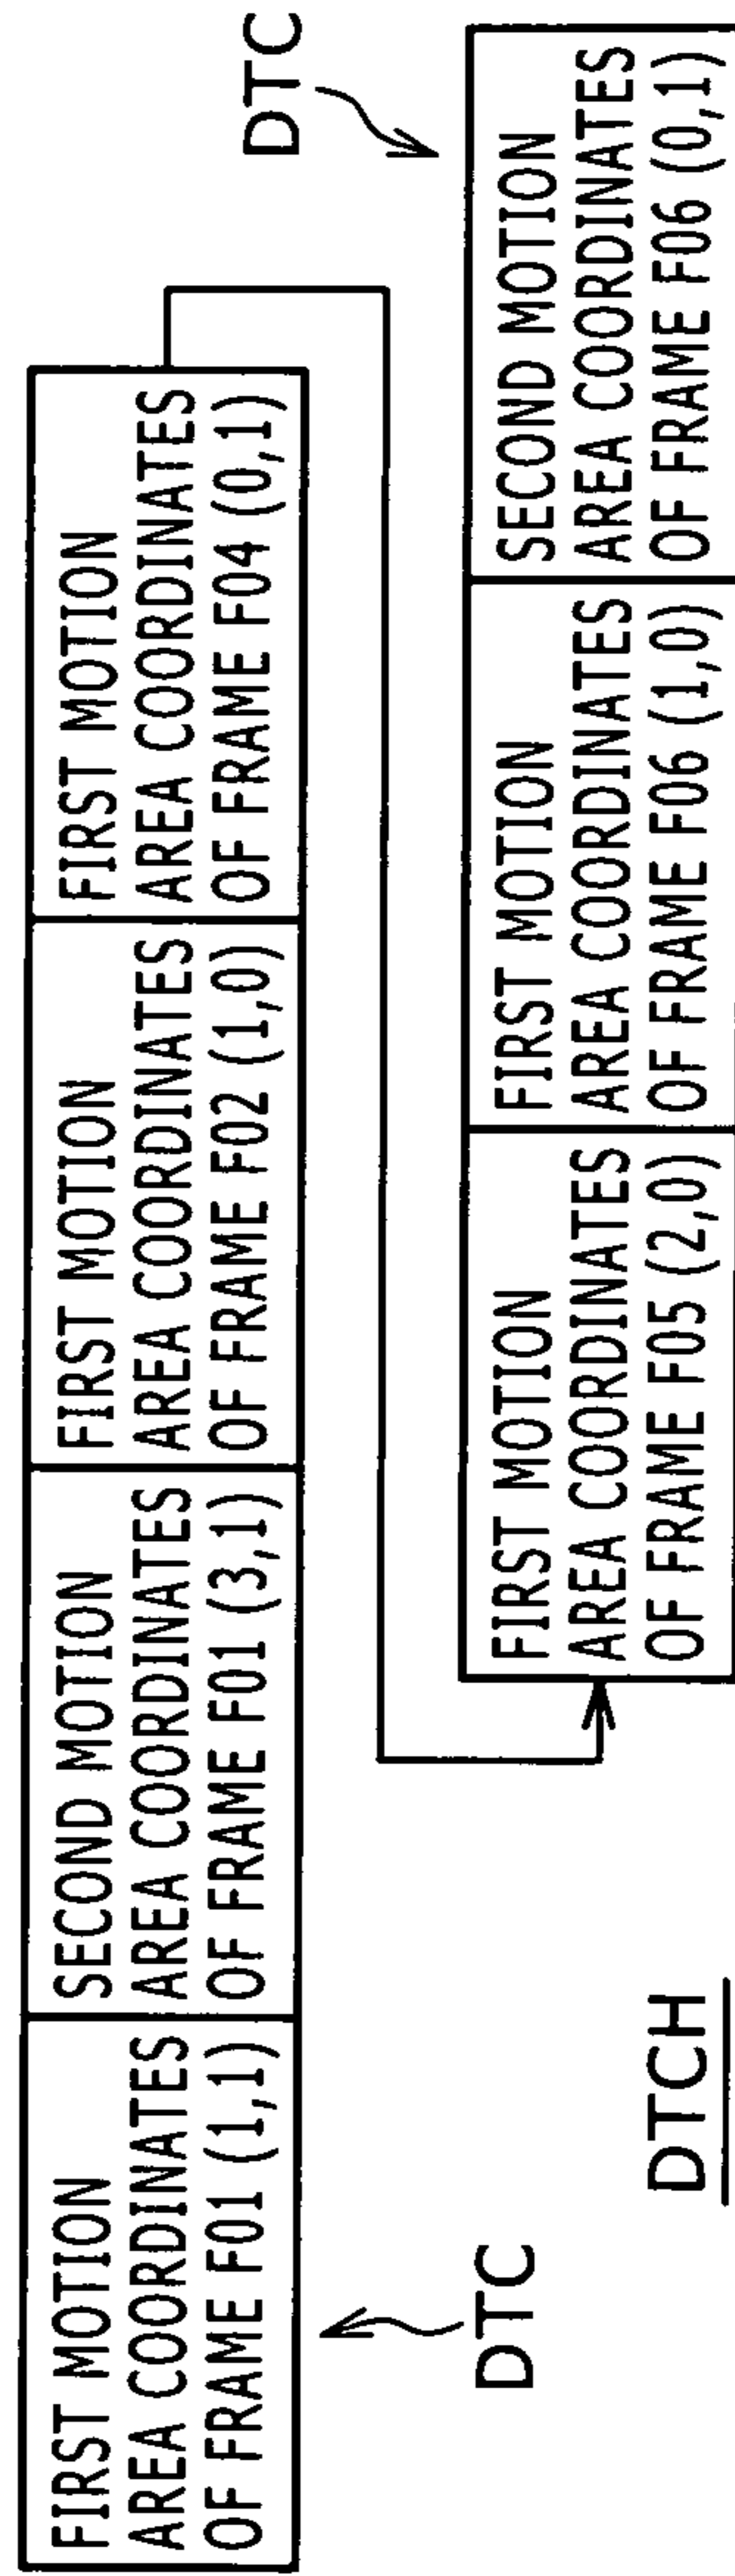 FIRST MOTION
AREA COORDINATES
OF FRAME F01 (1,1)
SECOND MOTION
AREA COORDINATES
OF FRAME F01 (3,1)
FIRST MOTION
AREA COORDINATES
OF FRAME F02 (1,0)
FIRST MOTION
AREA COORDINATES
OF FRAME F04 (0,1)
DTC
DTC
FIRST MOTION
AREA COORDINATES
OF FRAME F05 (2,0)
FIRST MOTION
AREA COORDINATES
OF FRAME F06 (1,0)
SECOND MOTION
AREA COORDINATES
OF FRAME F06 (0,1)
DTCH